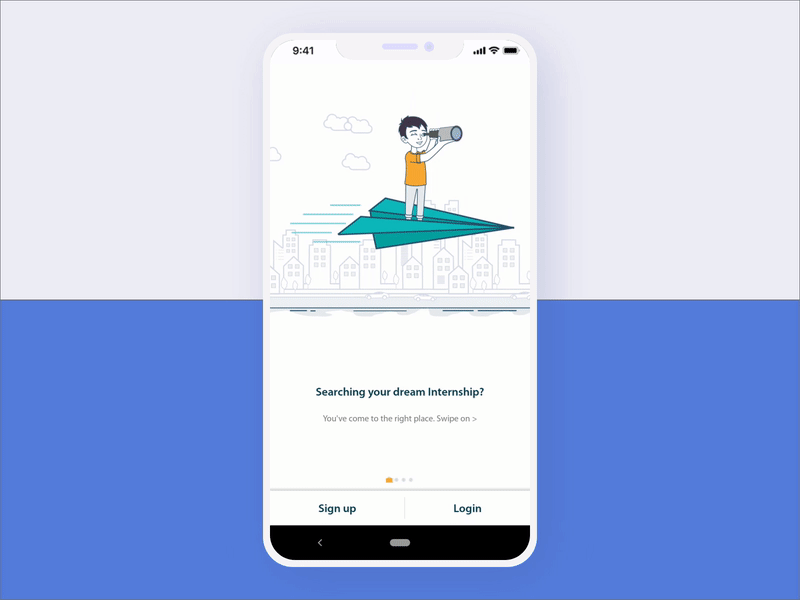 9:41
Searching your dream Internship?
You've come to the right place. Swipe on >
Sign up
Login